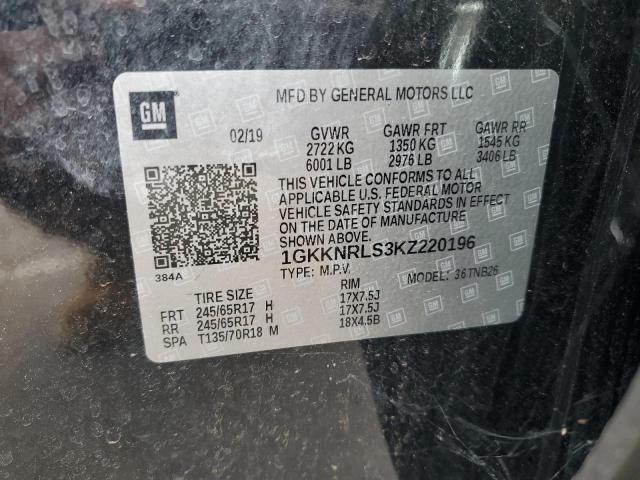 GM
MFD BY GENERAL MOTORS LLC
02/19 GVWR GAWR FRT GAWR RR
2722 KG 1350 KG 1545 KG
6001 LB 2976 LB 3406 LB
THIS VEHICLE CONFORMS TO ALL
APPLICABLE U.S. FEDERAL MOTOR
VEHICLE SAFETY STANDARDS IN EFFECT
ON THE DATE OF MANUFACTURE
SHOWN ABOVE.
1GKKNRLS3KZ220196
384A TYPE: M.P.V. MODEL: 36TNB26
TIRE SIZE RIM
FRT 245/65R17 H 17X7.5J
RR 245/65R17 H 17X7.5J
SPA T135/70R18 M 18X4.5B